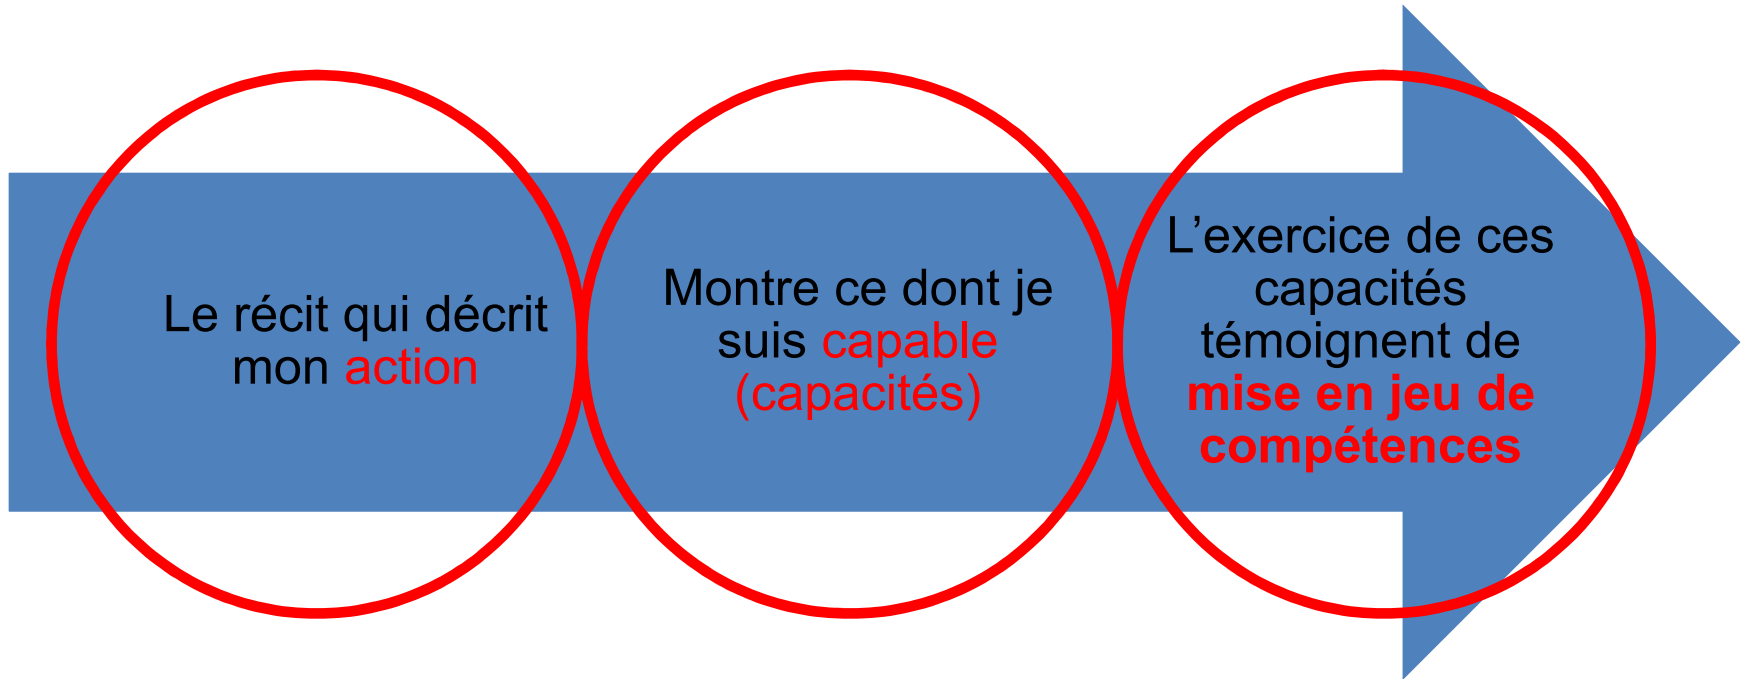 Le récit qui décrit
mon action
Montre ce dont je
suis capable
(capacités)
L’exercice de ces
capacités
témoignent de
mise en jeu de
compétences